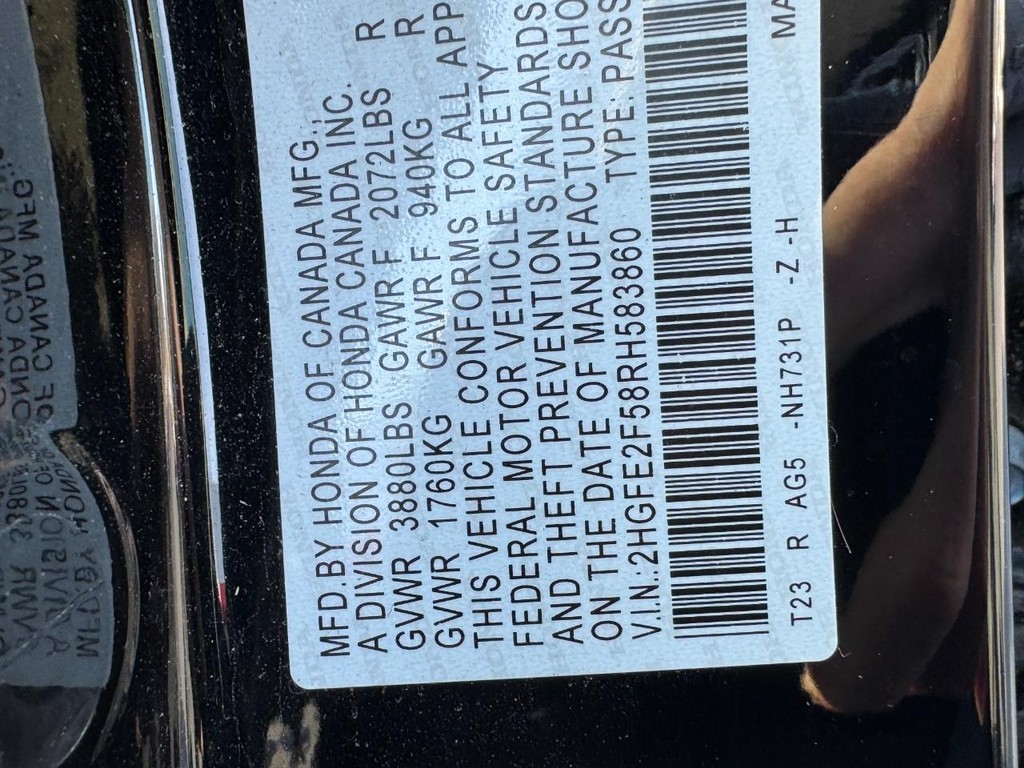 MFD.BY HONDA OF CANADA MFG.,
A DIVISION OF HONDA CANADA INC.
GVWR 3880LBS GAWR F 2072LBS R
GVWR 1760KG GAWR F 940KG R
THIS VEHICLE CONFORMS TO ALL APP
FEDERAL MOTOR VEHICLE SAFETY
AND THEFT PREVENTION STANDARDS
ON THE DATE OF MANUFACTURE SHO
V.I.N.:2HGFE2F58RH583860 TYPE:PASS
T23 R AG5 -NH731P Z -H MA